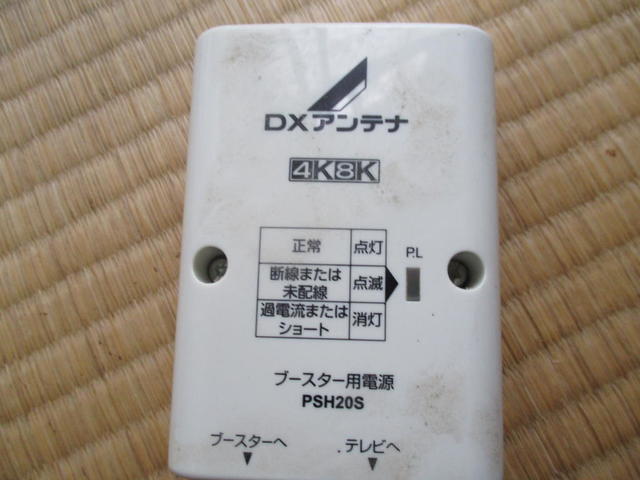 DXアンテナ
4K8K
正常 点灯
断線または
未配線 点滅
過電流または
ショート 消灯
P.L
ブースター用電源
PSH20S
ブースターへ テレビへ